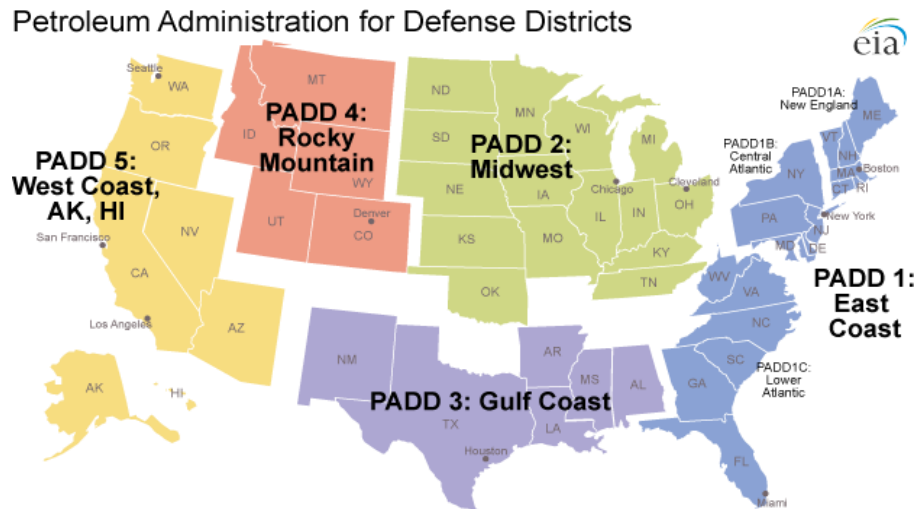 Petroleum Administration for Defense Districts
eia
Seattle
WA
OR
PADD 5:
West Coast,
AK, HI
San Francisco
NV
CA
Los Angeles
AZ
AK
HI
MT
PADD 4:
Rocky
Mountain
ID
WY
UT
Denver
CO
ND
MN
SD
WI
MI
PADD 2:
Midwest
NE
IA
Chicago
Cleveland
IL
IN
OH
KS
MO
KY
OK
TN
NM
AR
MS
AL
PADD 3: Gulf Coast
TX
LA
Houston
PADD1A:
New England
ME
VT
NH
PADD1B:
Central
Atlantic
NY
MA
Boston
CT
RI
PA
New York
NJ
MD
DE
WV
VA
PADD 1:
East
Coast
NC
SC
GA
PADD1C:
Lower
Atlantic
FL
Miami